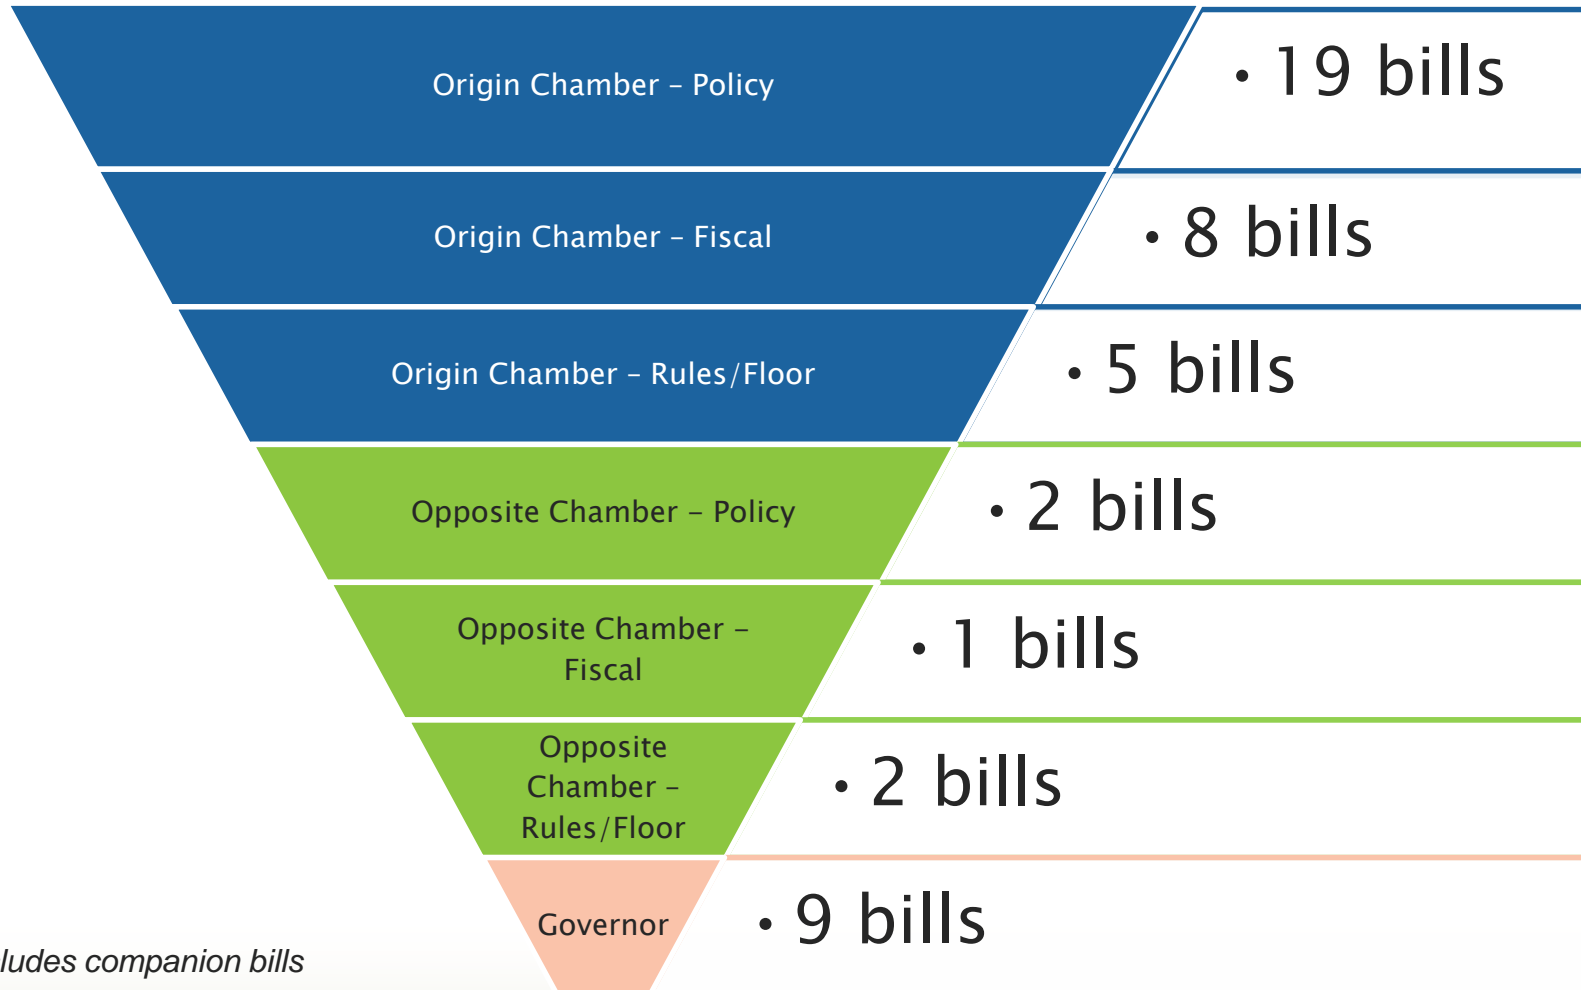 Origin Chamber – Policy
• 19 bills
Origin Chamber – Fiscal
• 8 bills
Origin Chamber – Rules/Floor
• 5 bills
Opposite Chamber – Policy
• 2 bills
Opposite Chamber –
Fiscal
• 1 bills
Opposite
Chamber –
Rules/Floor
• 2 bills
Governor
• 9 bills
companion bills